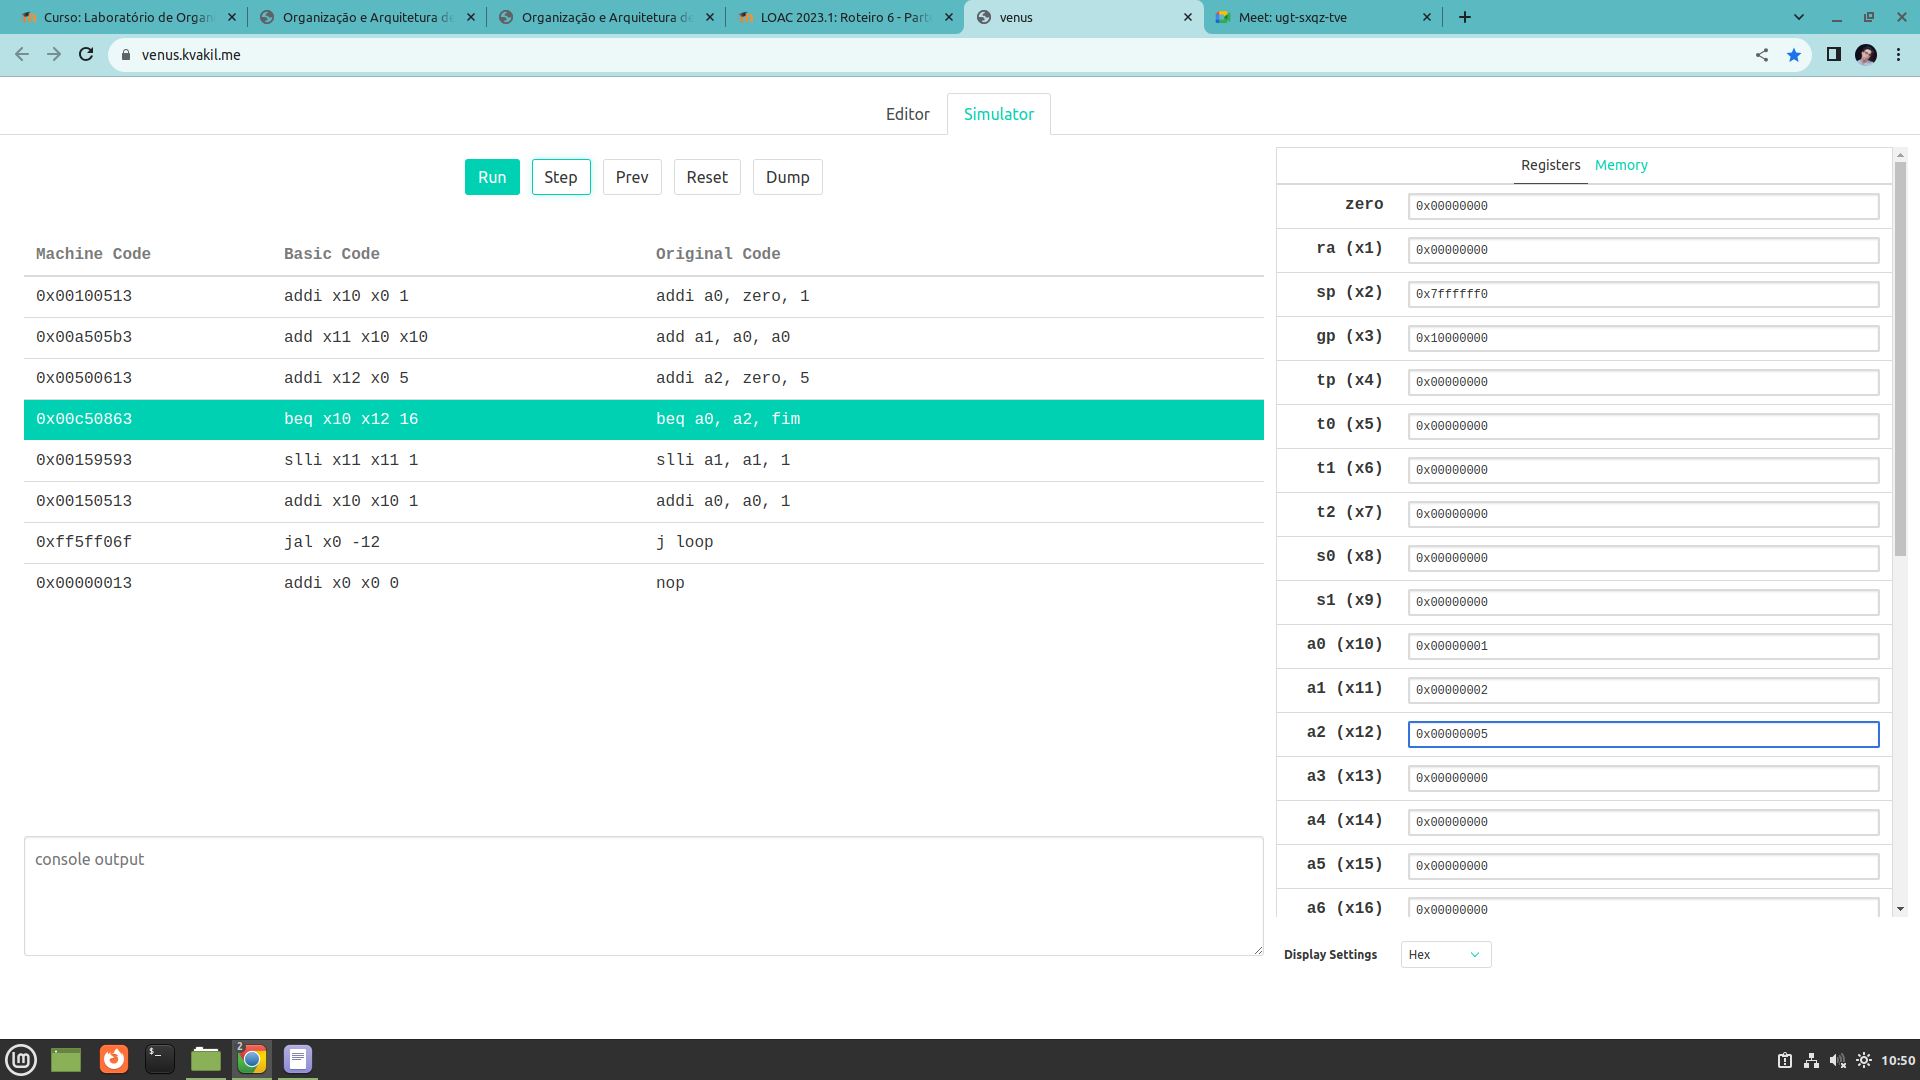 Curso: Laboratório de Organ
Organização e Arquitetura de
Organização e Arquitetura de
LOAC 2023.1: Roteiro 6 - Part
venus
Meet: ugt-sxqz-tve
venus.kvakil.me
Editor
Simulator
Run
Step
Prev
Reset
Dump
Registers
Memory
Machine Code Basic Code Original Code
0x00100513 addi x10 x0 1 addi a0, zero, 1
0x00a505b3 add x11 x10 x10 add a1, a0, a0
0x00500613 addi x12 x0 5 addi a2, zero, 5
0x00c50863 beq x10 x12 16 beq a0, a2, fim
0x00159593 slli x11 x11 1 slli a1, a1, 1
0x00150513 addi x10 x10 1 addi a0, a0, 1
0xff5ff06f jal x0 -12 j loop
0x00000013 addi x0 x0 0 nop
console output
zero 0x00000000
ra (x1) 0x00000000
sp (x2) 0x7ffffff0
gp (x3) 0x10000000
tp (x4) 0x00000000
t0 (x5) 0x00000000
t1 (x6) 0x00000000
t2 (x7) 0x00000000
s0 (x8) 0x00000000
s1 (x9) 0x00000000
a0 (x10) 0x00000001
a1 (x11) 0x00000002
a2 (x12) 0x00000005
a3 (x13) 0x00000000
a4 (x14) 0x00000000
a5 (x15) 0x00000000
a6 (x16) 0x00000000
Display Settings Hex
2
10:50